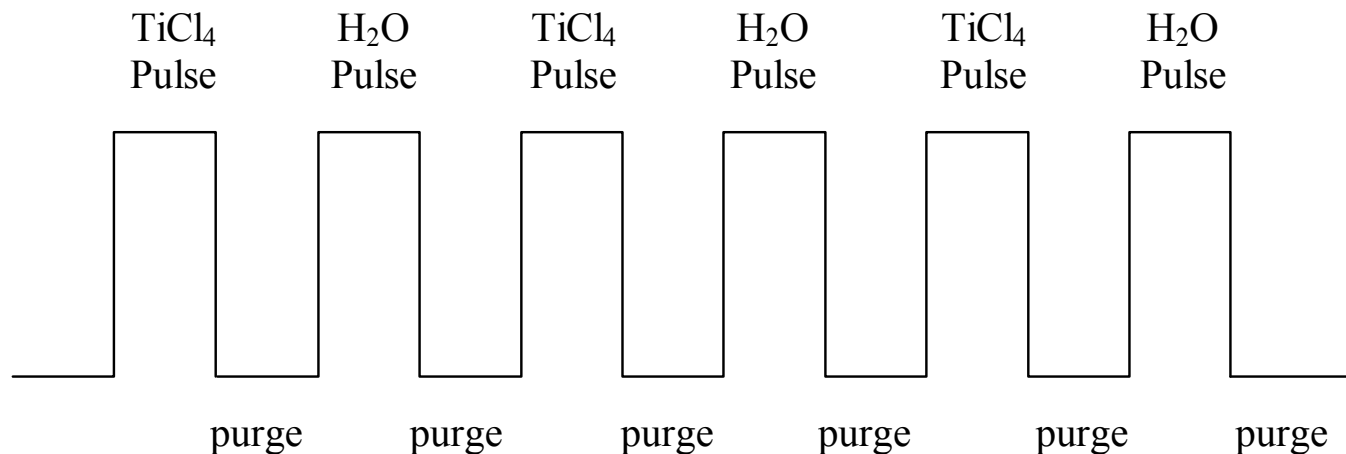 TiCl₄ H₂O TiCl₄ H₂O TiCl₄ H₂O
Pulse Pulse Pulse Pulse Pulse Pulse
purge purge purge purge purge purge